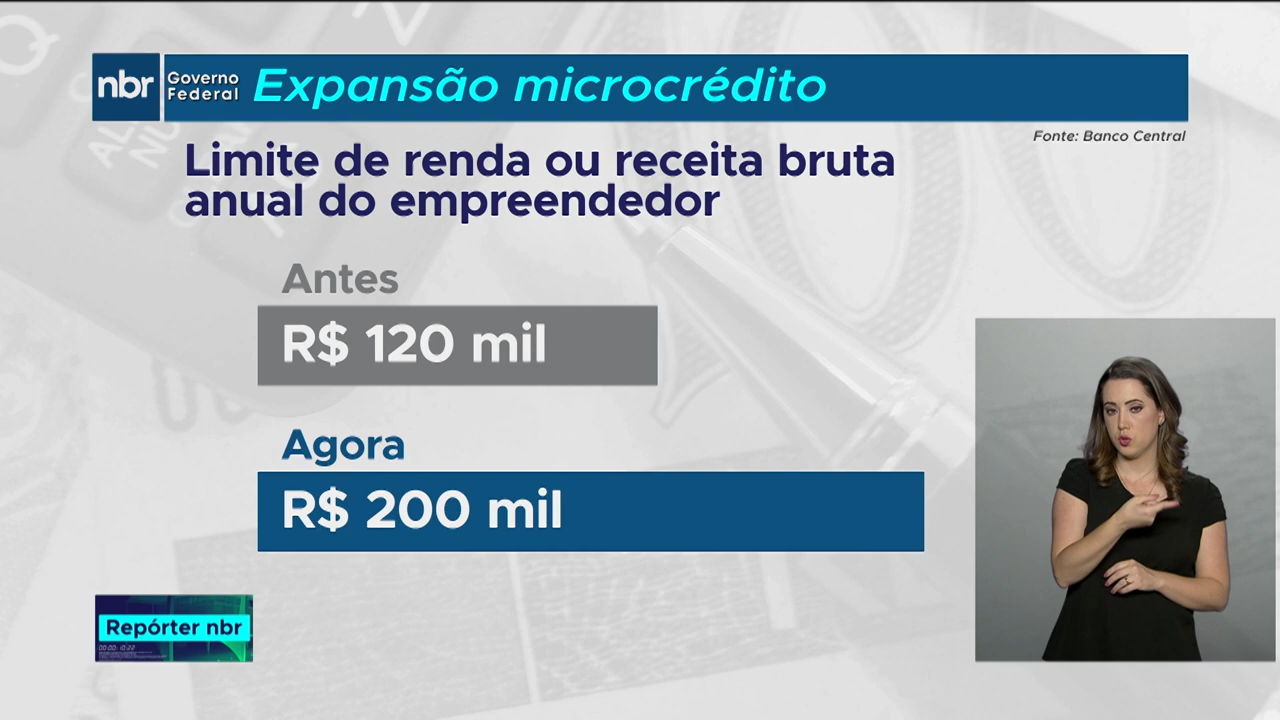 nbr
Governo
Federal
Expansão microcrédito
Fonte: Banco Central
Limite de renda ou receita bruta
anual do empreendedor
Antes
R$ 120 mil
Agora
R$ 200 mil
Repórter nbr